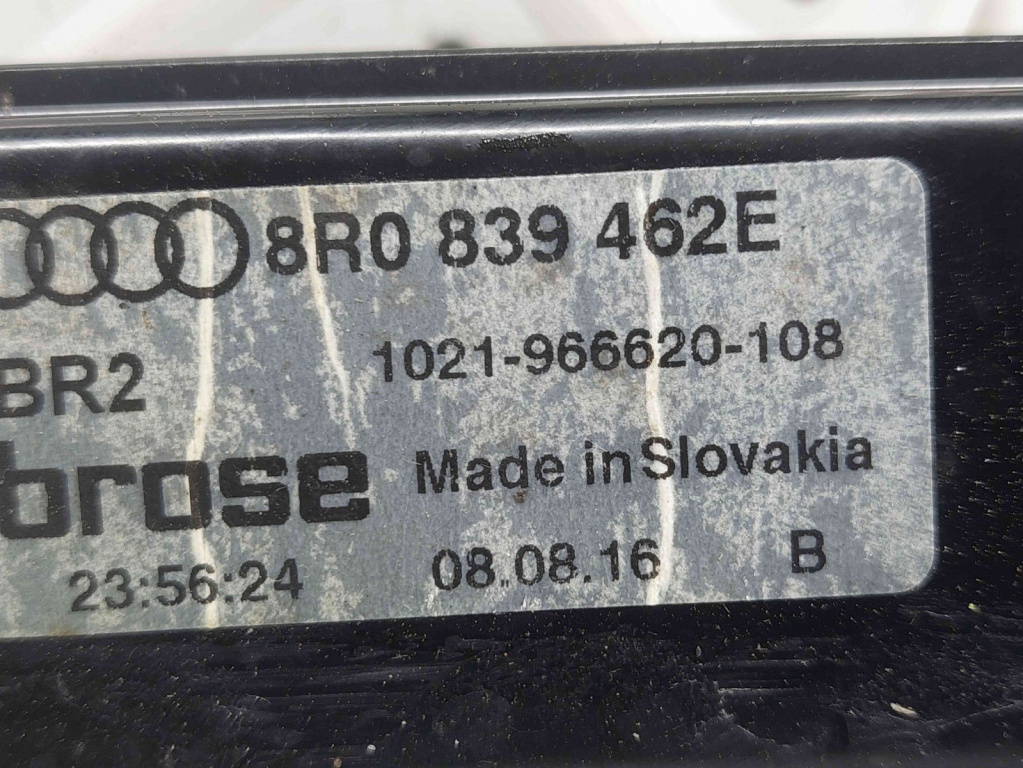 8R0 839 462E
BR2 1021-966620-108
brose Made in Slovakia
23:56:24 08.08.16 B